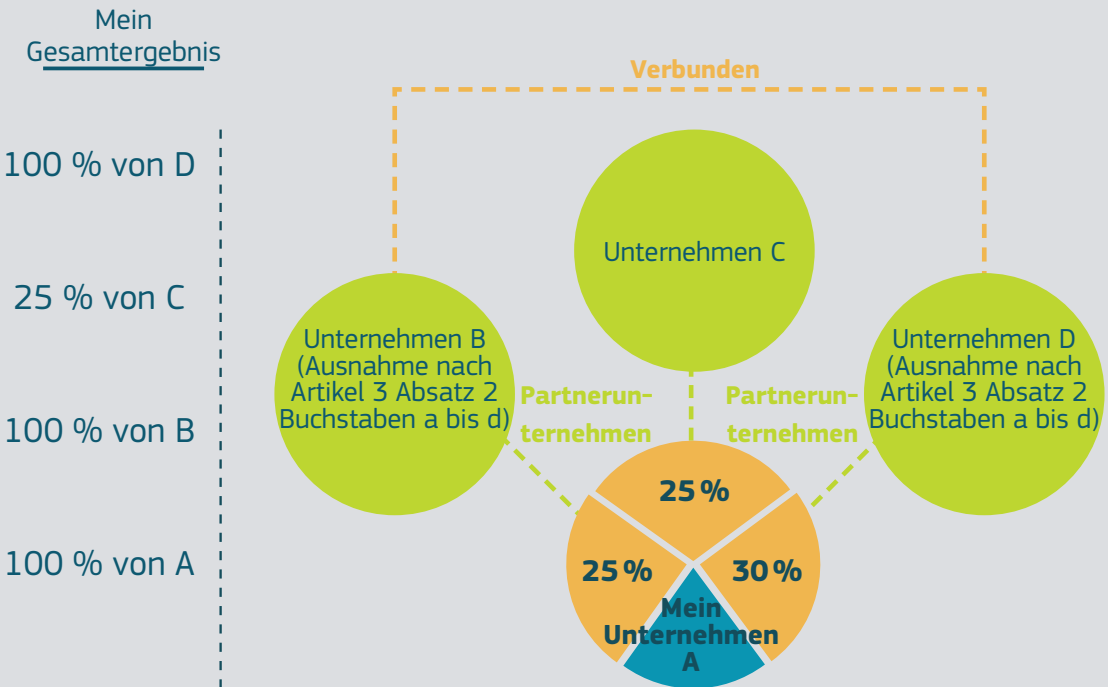 Mein
Gesamtergebnis
100 % von D
25 % von C
100 % von B
100 % von A
Verbunden
Unternehmen C
Unternehmen B
(Ausnahme nach
Artikel 3 Absatz 2
Buchstaben a bis d)
Partnerun-
ternehmen
Partnerun-
ternehmen
Unternehmen D
(Ausnahme nach
Artikel 3 Absatz 2
Buchstaben a bis d)
25 %
25 %
30 %
Mein
Unternehmen
A